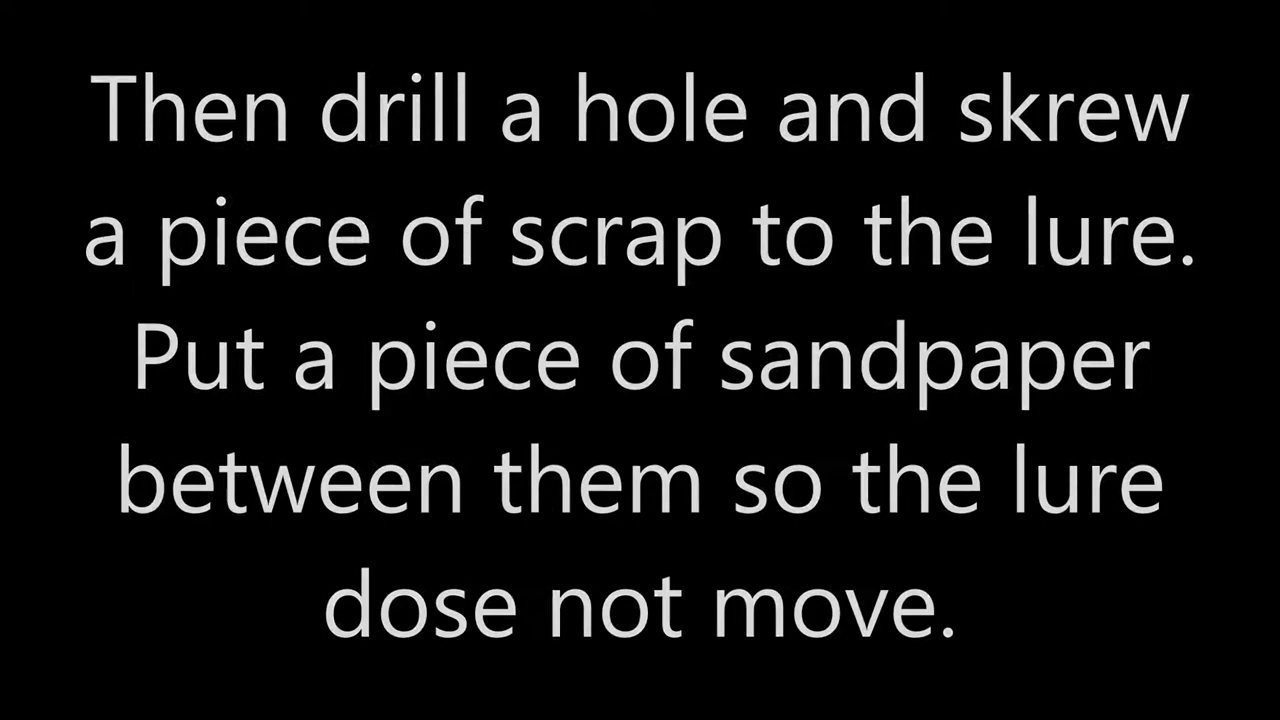 Then drill a hole and skrew
a piece of scrap to the lure.
Put a piece of sandpaper
between them so the lure
dose not move.